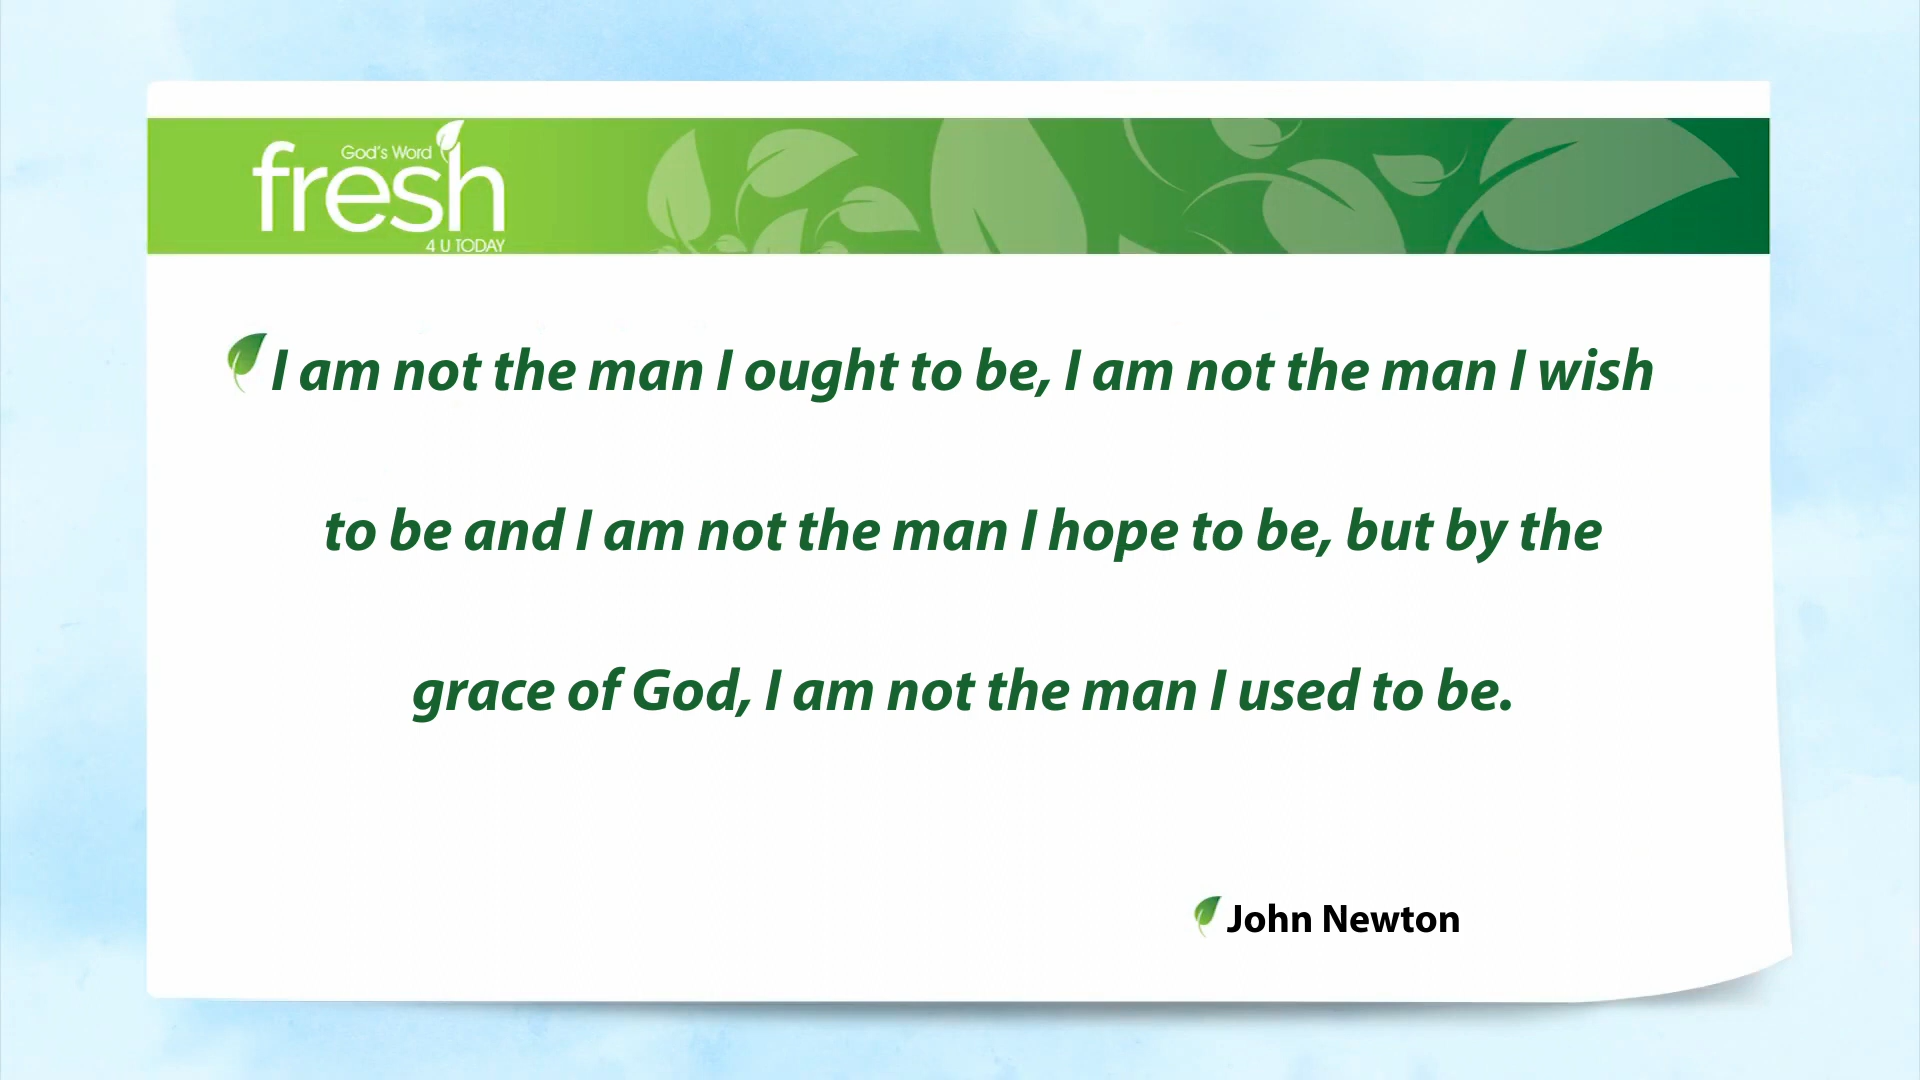 God's Word
fresh
4 U TODAY
I am not the man I ought to be, I am not the man I wish
to be and I am not the man I hope to be, but by the
grace of God, I am not the man I used to be.
John Newton